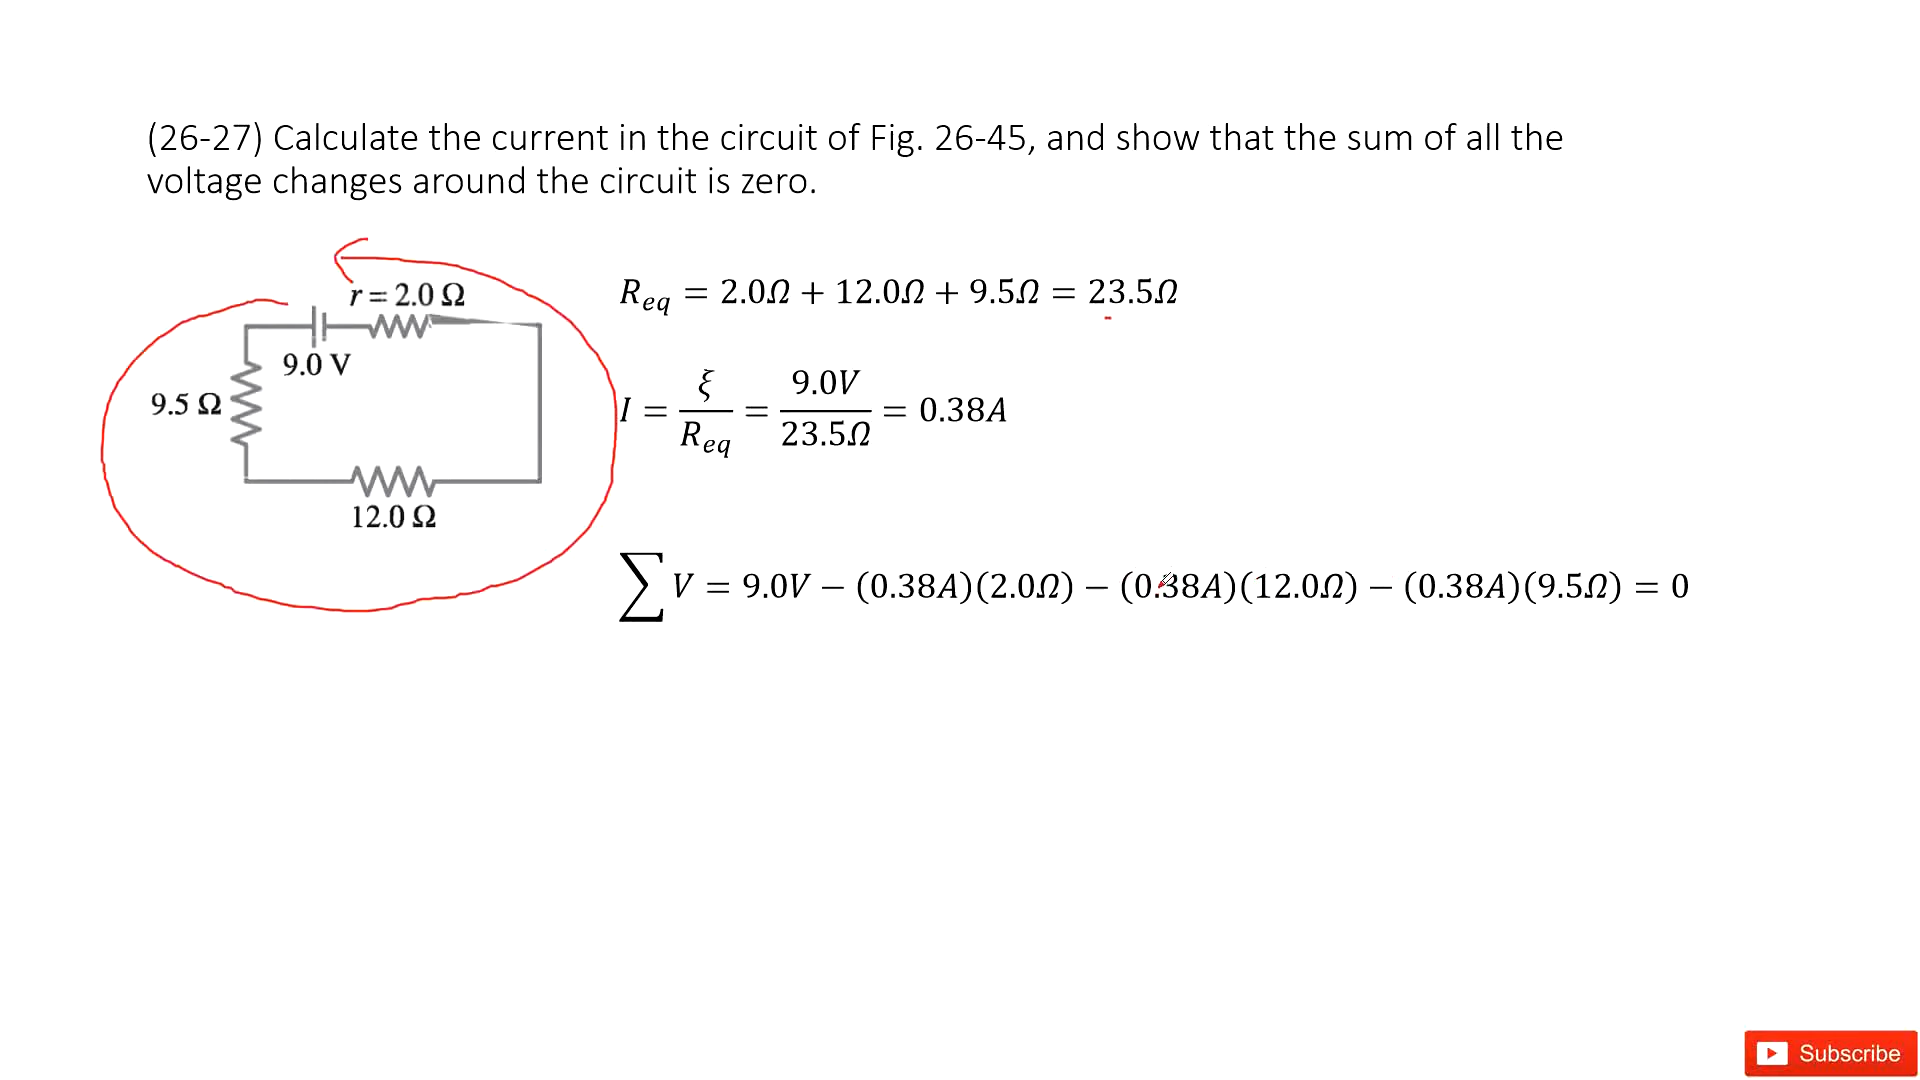 (26-27) Calculate the current in the circuit of Fig. 26-45, and show that the sum of all the
voltage changes around the circuit is zero.
r = 2.0 Ω
9.0 V
9.5 Ω
12.0 Ω
R_eq = 2.0Ω + 12.0Ω + 9.5Ω = 23.5Ω
I = ξ/R_eq = 9.0V/23.5Ω = 0.38A
∑V = 9.0V − (0.38A)(2.0Ω) − (0.38A)(12.0Ω) − (0.38A)(9.5Ω) = 0
Subscribe